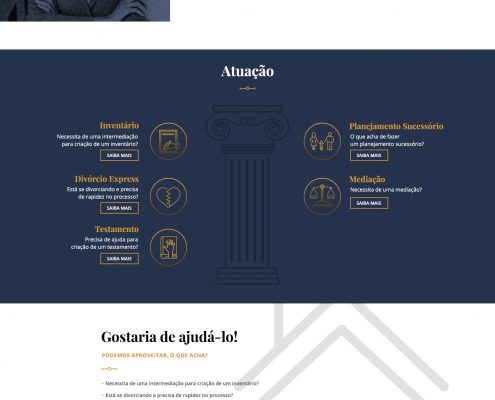 Atuação
Inventário
Necessita de uma intermediação
para criação de um inventário?
SAIBA MAIS
Divórcio Express
Está se divorciando e precisa
de rapidez no processo?
SAIBA MAIS
Testamento
Precisa de ajuda para
criação de um testamento?
SAIBA MAIS
Planejamento Sucessório
O que acha de fazer
um planejamento sucessório?
SAIBA MAIS
Mediação
Necessita de uma mediação?
SAIBA MAIS
Gostaria de ajudá-lo!
PODEMOS APROVEITAR, O QUE ACHA?
• Necessita de uma intermediação para criação de um inventário?
• Está se divorciando e precisa de rapidez no processo?